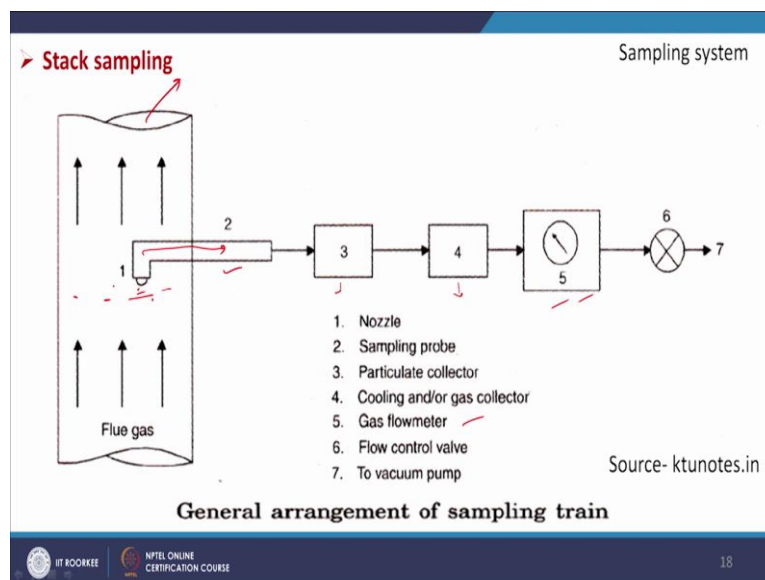 Stack sampling
Sampling system
2
6
1
3
4
5
7
1. Nozzle
2. Sampling probe
3. Particulate collector
4. Cooling and/or gas collector
5. Gas flowmeter
6. Flow control valve
7. To vacuum pump
Flue gas
Source- ktunotes.in
General arrangement of sampling train
IIT ROORKEE
NPTEL ONLINE
CERTIFICATION COURSE
18